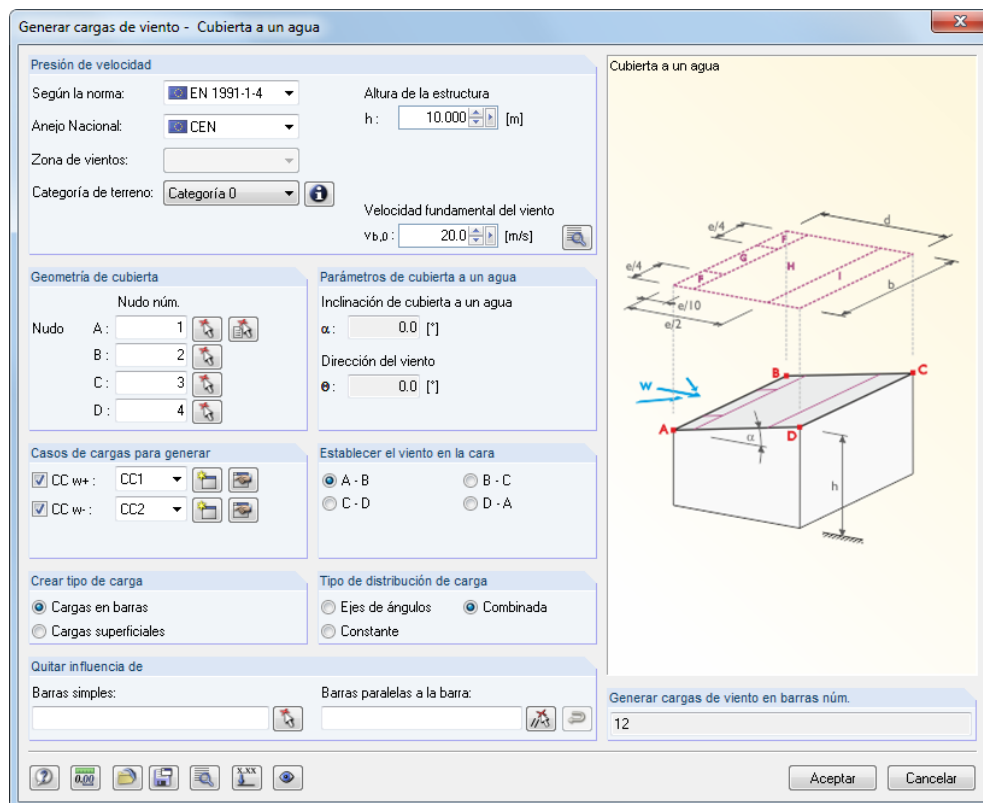 Generar cargas de viento - Cubierta a un agua
Presión de velocidad
Según la norma: EN 1991-1-4
Anejo Nacional: CEN
Zona de vientos:
Categoría de terreno: Categoría 0
Altura de la estructura
h : 10.000 [m]
Velocidad fundamental del viento
vb,0 : 20.0 [m/s]
Geometría de cubierta
Nudo núm.
Nudo A : 1
B : 2
C : 3
D : 4
Parámetros de cubierta a un agua
Inclinación de cubierta a un agua
α : 0.0 [°]
Dirección del viento
Θ : 0.0 [°]
Casos de cargas para generar
CC w+ : CC1
CC w- : CC2
Establecer el viento en la cara
A - B B - C
C - D D - A
Crear tipo de carga
Cargas en barras
Cargas superficiales
Tipo de distribución de carga
Ejes de ángulos Combinada
Constante
Quitar influencia de
Barras simples:
Barras paralelas a la barra:
Cubierta a un agua
e/4 F d
e/4 G H
F I
e/10 b
e/2
W B C
A α D
h
Generar cargas de viento en barras núm.
12
0.00 X.XX
Aceptar Cancelar